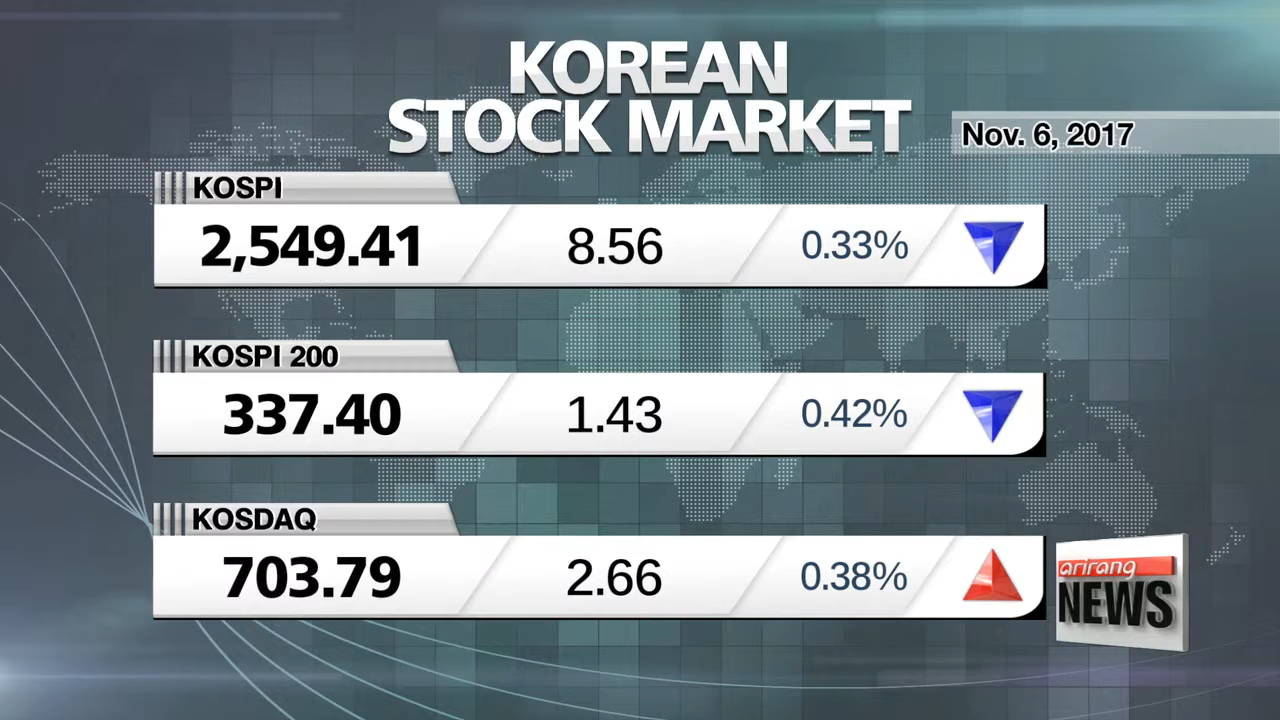 KOREAN
STOCK MARKET
Nov. 6, 2017
KOSPI
2,549.41 8.56 0.33%
KOSPI 200
337.40 1.43 0.42%
KOSDAQ
703.79 2.66 0.38%
arirang
NEWS